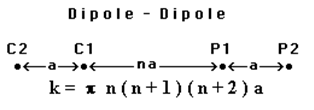 Dipole - Dipole
C2 C1 P1 P2
a na a
k = π n(n+1)(n+2)a